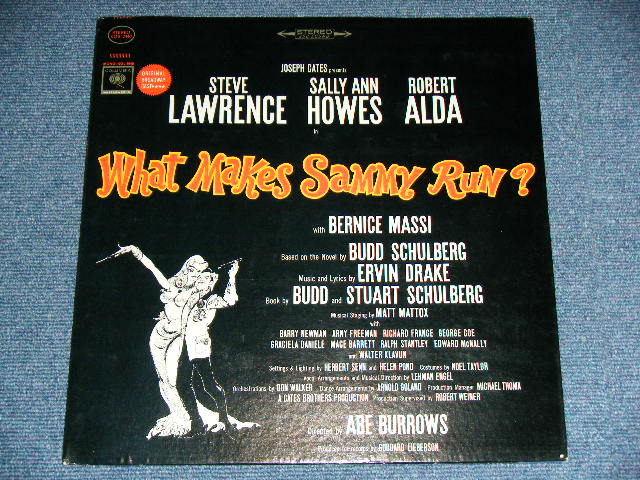 STEREO
STEREO
JOSEPH CATES presents
COLUMBIA
ORIGINAL
BROADWAY
STEVE SALLY ANN ROBERT
LAWRENCE HOWES ALDA
in
What Makes Sammy Run?
with BERNICE MASSI
Based on the Novel by BUDD SCHULBERG
Music and Lyrics by ERVIN DRAKE
Book by BUDD and STUART SCHULBERG
Musical Staging by MATT MATTOX
with
BARRY NEWMAN ARNY FREEMAN RICHARD FRANCE GEORGE COE
GRACIELA DANIELE MACE BARRETT RALPH STANTLEY EDWARD McNALLY
and WALTER KLAVUN
Settings & Lighting by HERBERT SENN and HELEN POND Costumes by NOEL TAYLOR
Vocal Arrangements and Musical Direction by LEHMAN ENGEL
Orchestrations by DON WALKER Dance Arrangements by ARNOLD GOLAND Production Manager MICHAEL THOMA
A CATES BROTHERS PRODUCTION Production Supervised by ROBERT WEINER
Directed by ABE BURROWS
Produced for records by GODDARD LIEBERSON